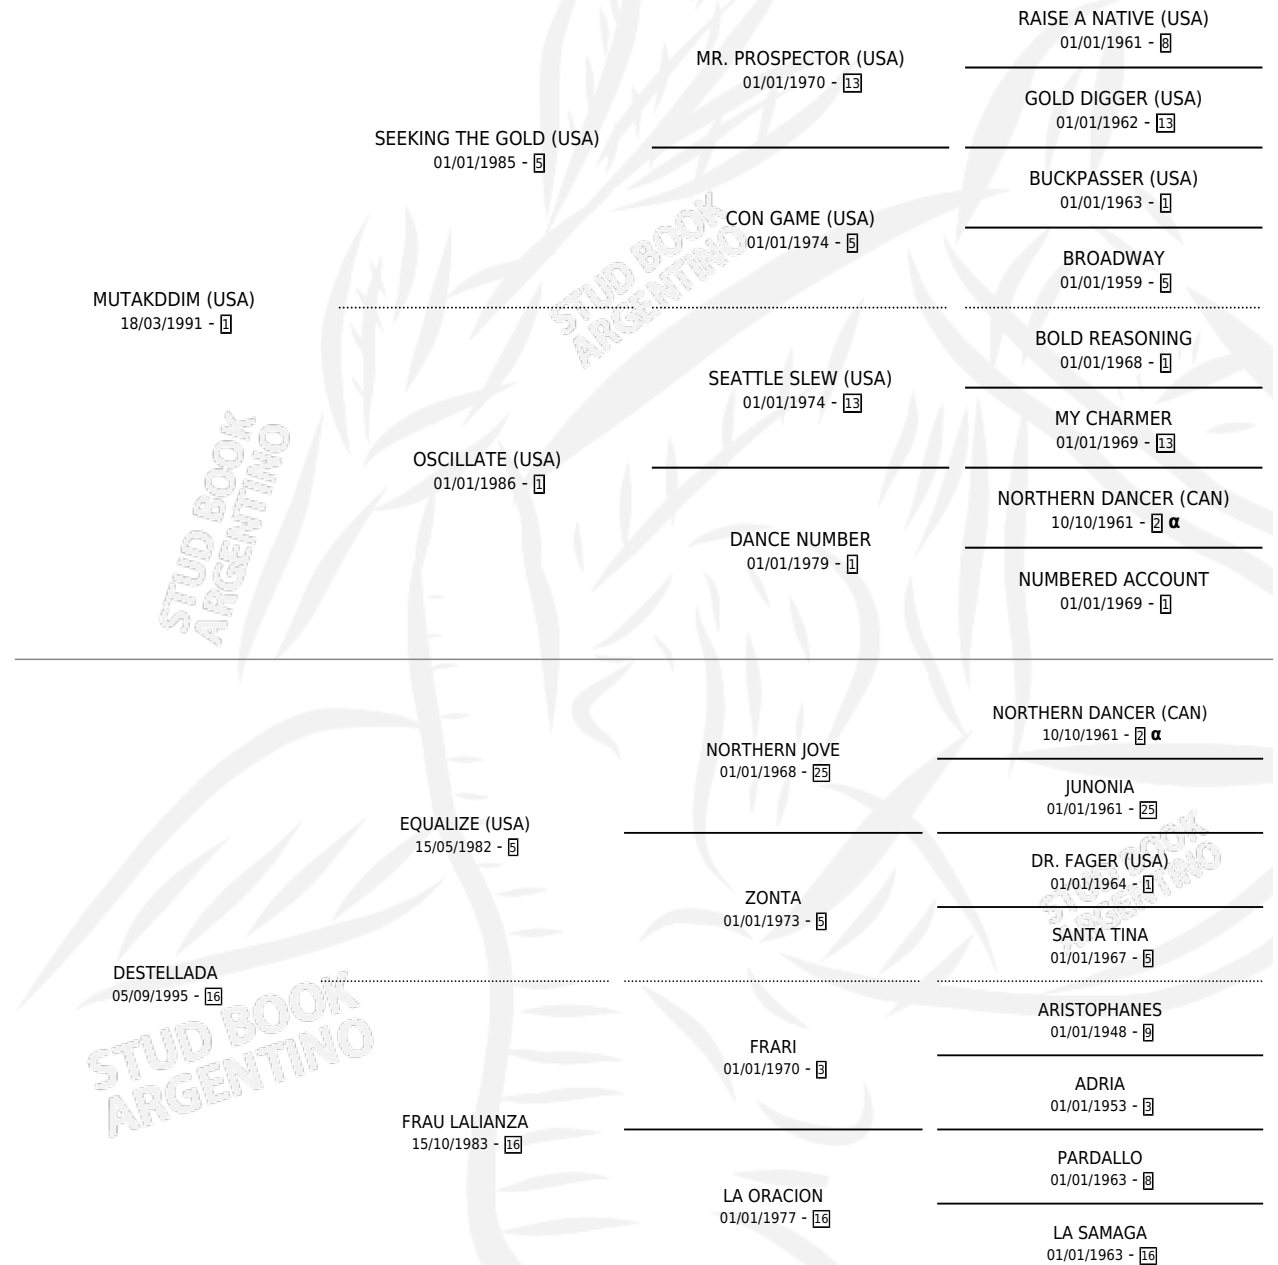 RAISE A NATIVE (USA)
01/01/1961 - 8
MR. PROSPECTOR (USA)
01/01/1970 - 13
GOLD DIGGER (USA)
01/01/1962 - 13
SEEKING THE GOLD (USA)
01/01/1985 - 5
BUCKPASSER (USA)
01/01/1963 - 1
CON GAME (USA)
01/01/1974 - 5
BROADWAY
01/01/1959 - 5
MUTAKDDIM (USA)
18/03/1991 - 1
BOLD REASONING
01/01/1968 - 1
SEATTLE SLEW (USA)
01/01/1974 - 13
MY CHARMER
01/01/1969 - 13
OSCILLATE (USA)
01/01/1986 - 1
NORTHERN DANCER (CAN)
10/10/1961 - 2 α
DANCE NUMBER
01/01/1979 - 1
NUMBERED ACCOUNT
01/01/1969 - 1
NORTHERN DANCER (CAN)
10/10/1961 - 2 α
NORTHERN JOVE
01/01/1968 - 25
JUNONIA
01/01/1961 - 25
EQUALIZE (USA)
15/05/1982 - 5
DR. FAGER (USA)
01/01/1964 - 1
ZONTA
01/01/1973 - 5
SANTA TINA
01/01/1967 - 5
DESTELLADA
05/09/1995 - 16
ARISTOPHANES
01/01/1948 - 9
FRARI
01/01/1970 - 3
ADRIA
01/01/1953 - 3
FRAU LALIANZA
15/10/1983 - 16
PARDALLO
01/01/1963 - 8
LA ORACION
01/01/1977 - 16
LA SAMAGA
01/01/1963 - 16
STUD BOOK
ARGENTINO
STUD BOOK
ARGENTINO
STUD BOOK
ARGENTINO
STUD BOOK
ARGENTINO